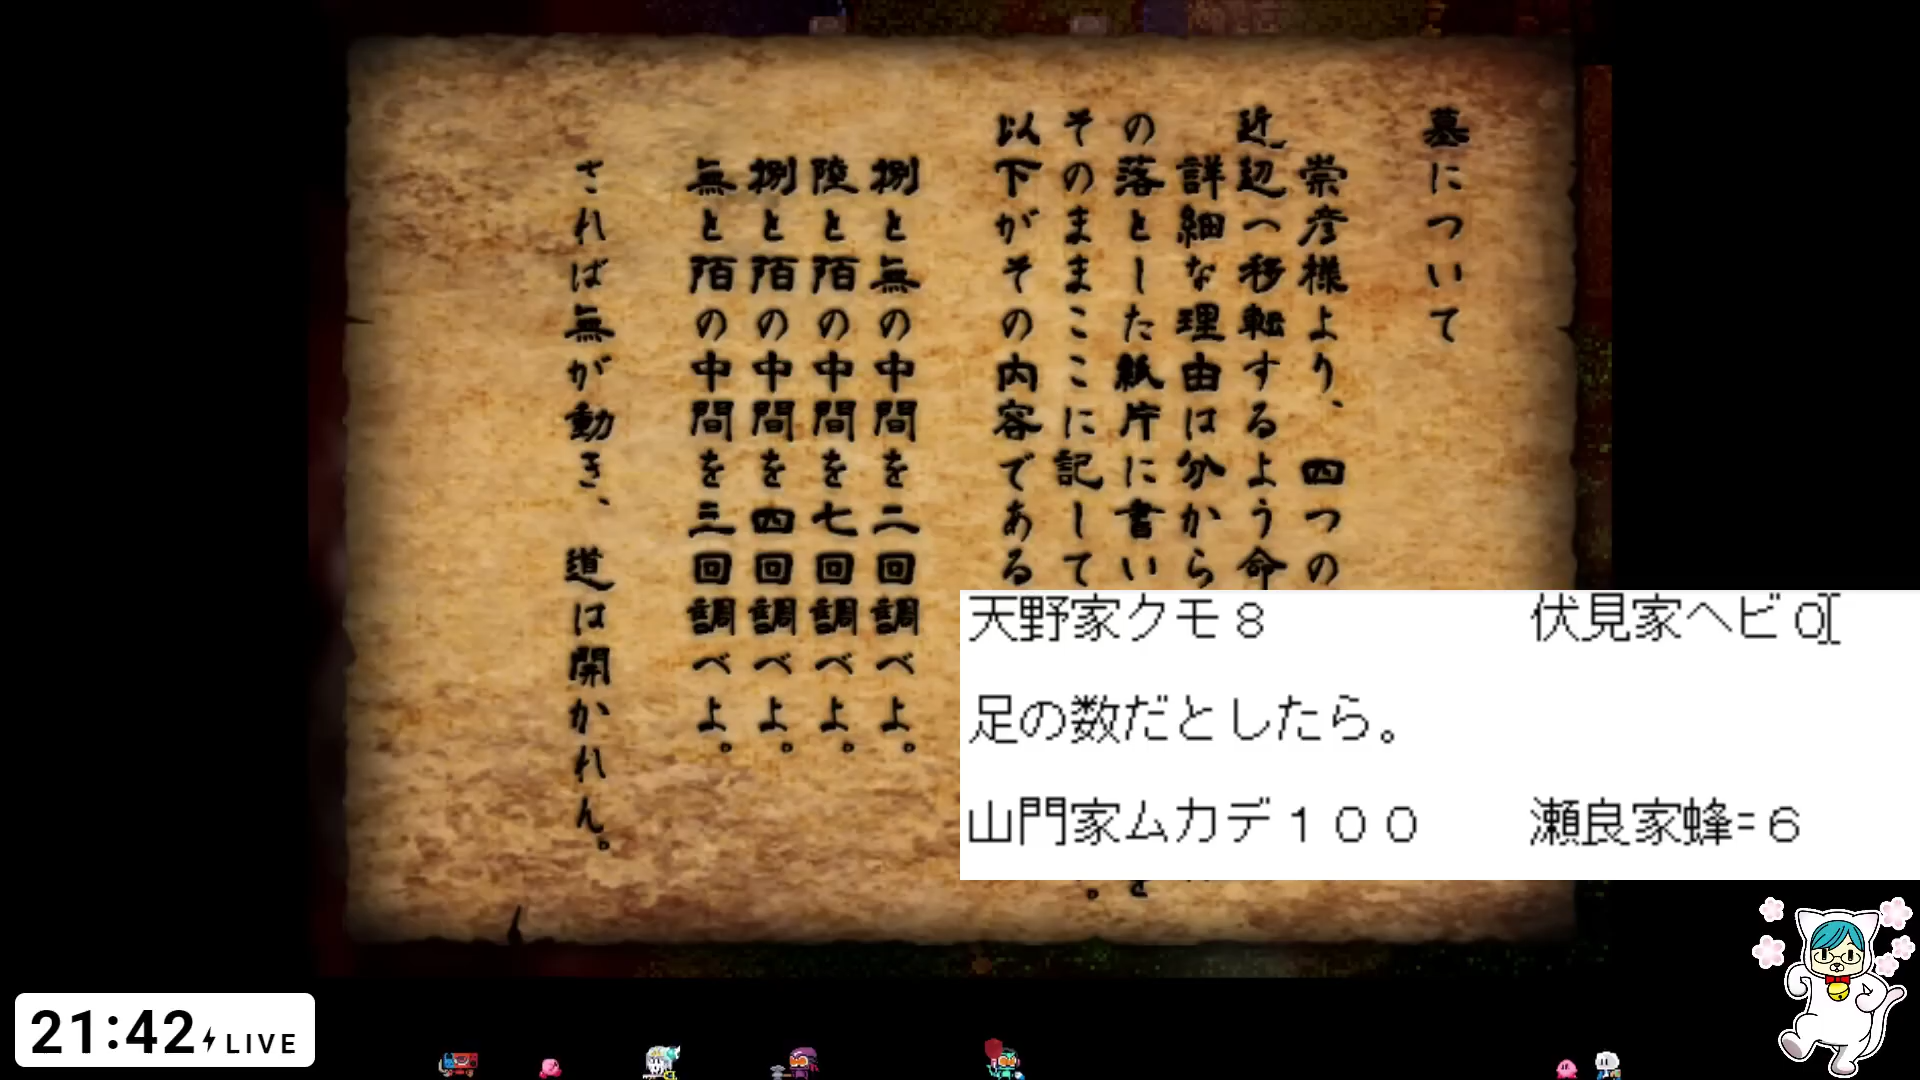 墓について
崇彦様より、四つの
近辺へ移転するよう命
詳細な理由は分から
の落とした紙片に書い
を
そのままここに記して
。
以下がその内容である
捌と無の中間を二回調べよ。
陸と陌の中間を七回調べよ。
捌と陌の中間を四回調べよ。
無と陌の中間を三回調べよ。
されば無が動き、道は開かれん。
天野家クモ8 伏見家ヘビ0
足の数だとしたら。
山門家ムカデ100 瀬良家蜂=6
21:42 LIVE